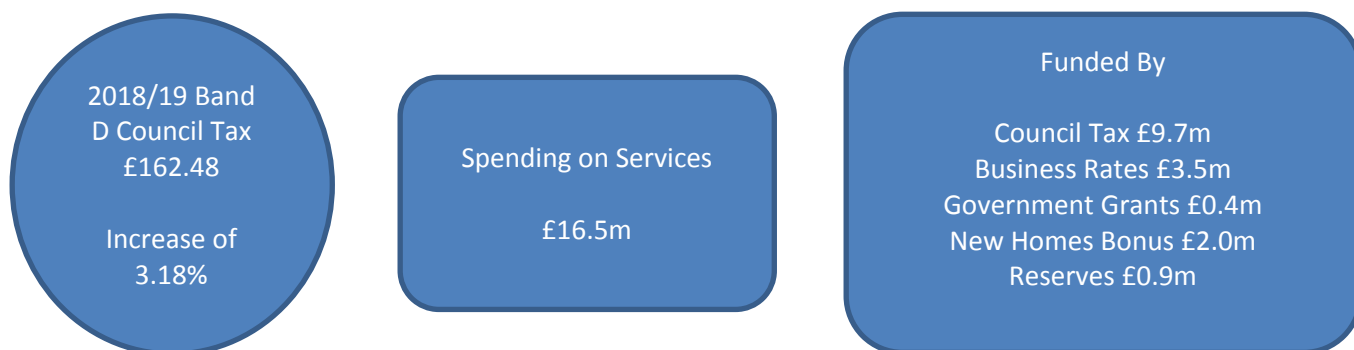 2018/19 Band
D Council Tax
£162.48
Increase of
3.18%
Spending on Services
£16.5m
Funded By
Council Tax £9.7m
Business Rates £3.5m
Government Grants £0.4m
New Homes Bonus £2.0m
Reserves £0.9m